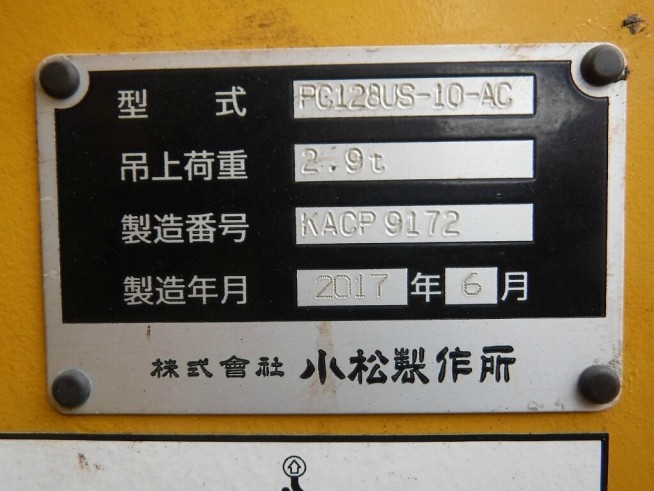 型 式 PC128US-10-AC
吊上荷重 2.9t
製造番号 KACP 9172
製造年月 2017 年 6 月
株式會社 小松製作所